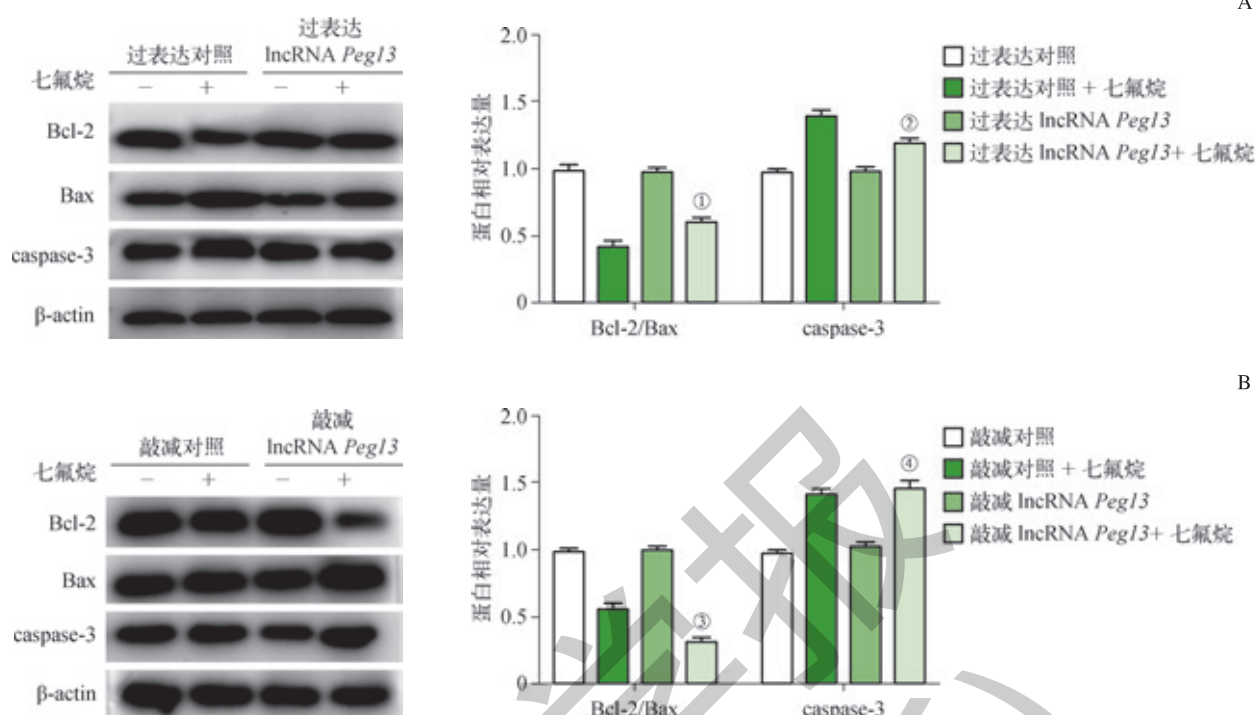 A
过表达对照
过表达
lncRNA Peg13
七氟烷
− + − +
Bcl-2
Bax
caspase-3
β-actin
蛋白相对表达量
2.0
1.5
1.0
0.5
0
①
②
Bcl-2/Bax
caspase-3
过表达对照
过表达对照 + 七氟烷
过表达 lncRNA Peg13
过表达 lncRNA Peg13+ 七氟烷
B
敲减对照
敲减
lncRNA Peg13
七氟烷
− + − +
Bcl-2
Bax
caspase-3
β-actin
蛋白相对表达量
2.0
1.5
1.0
0.5
0
③
④
Bcl-2/Bax
caspase-3
敲减对照
敲减对照 + 七氟烷
敲减 lncRNA Peg13
敲减 lncRNA Peg13+ 七氟烷
学报